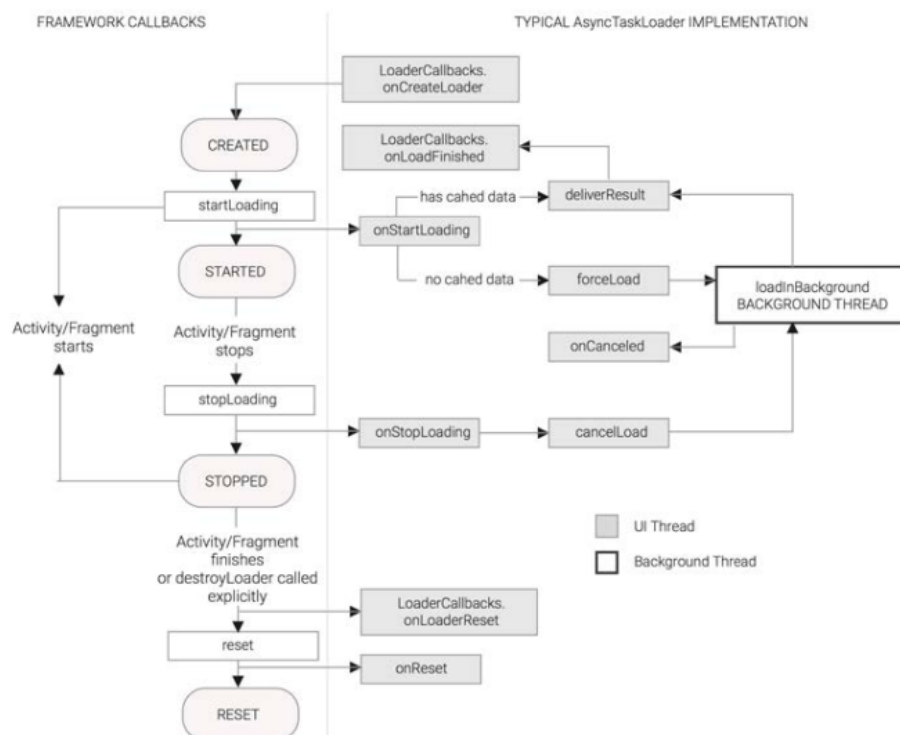 FRAMEWORK CALLBACKS
TYPICAL AsyncTaskLoader IMPLEMENTATION
LoaderCallbacks.
onCreateLoader
CREATED
LoaderCallbacks.
onLoadFinished
startLoading
has cahed data
deliverResult
onStartLoading
STARTED
no cahed data
forceLoad
loadInBackground
BACKGROUND THREAD
Activity/Fragment
starts
Activity/Fragment
stops
onCanceled
stopLoading
onStopLoading
cancelLoad
STOPPED
UI Thread
Activity/Fragment
finishes
or destroyLoader called
explicitly
Background Thread
LoaderCallbacks.
onLoaderReset
reset
onReset
RESET